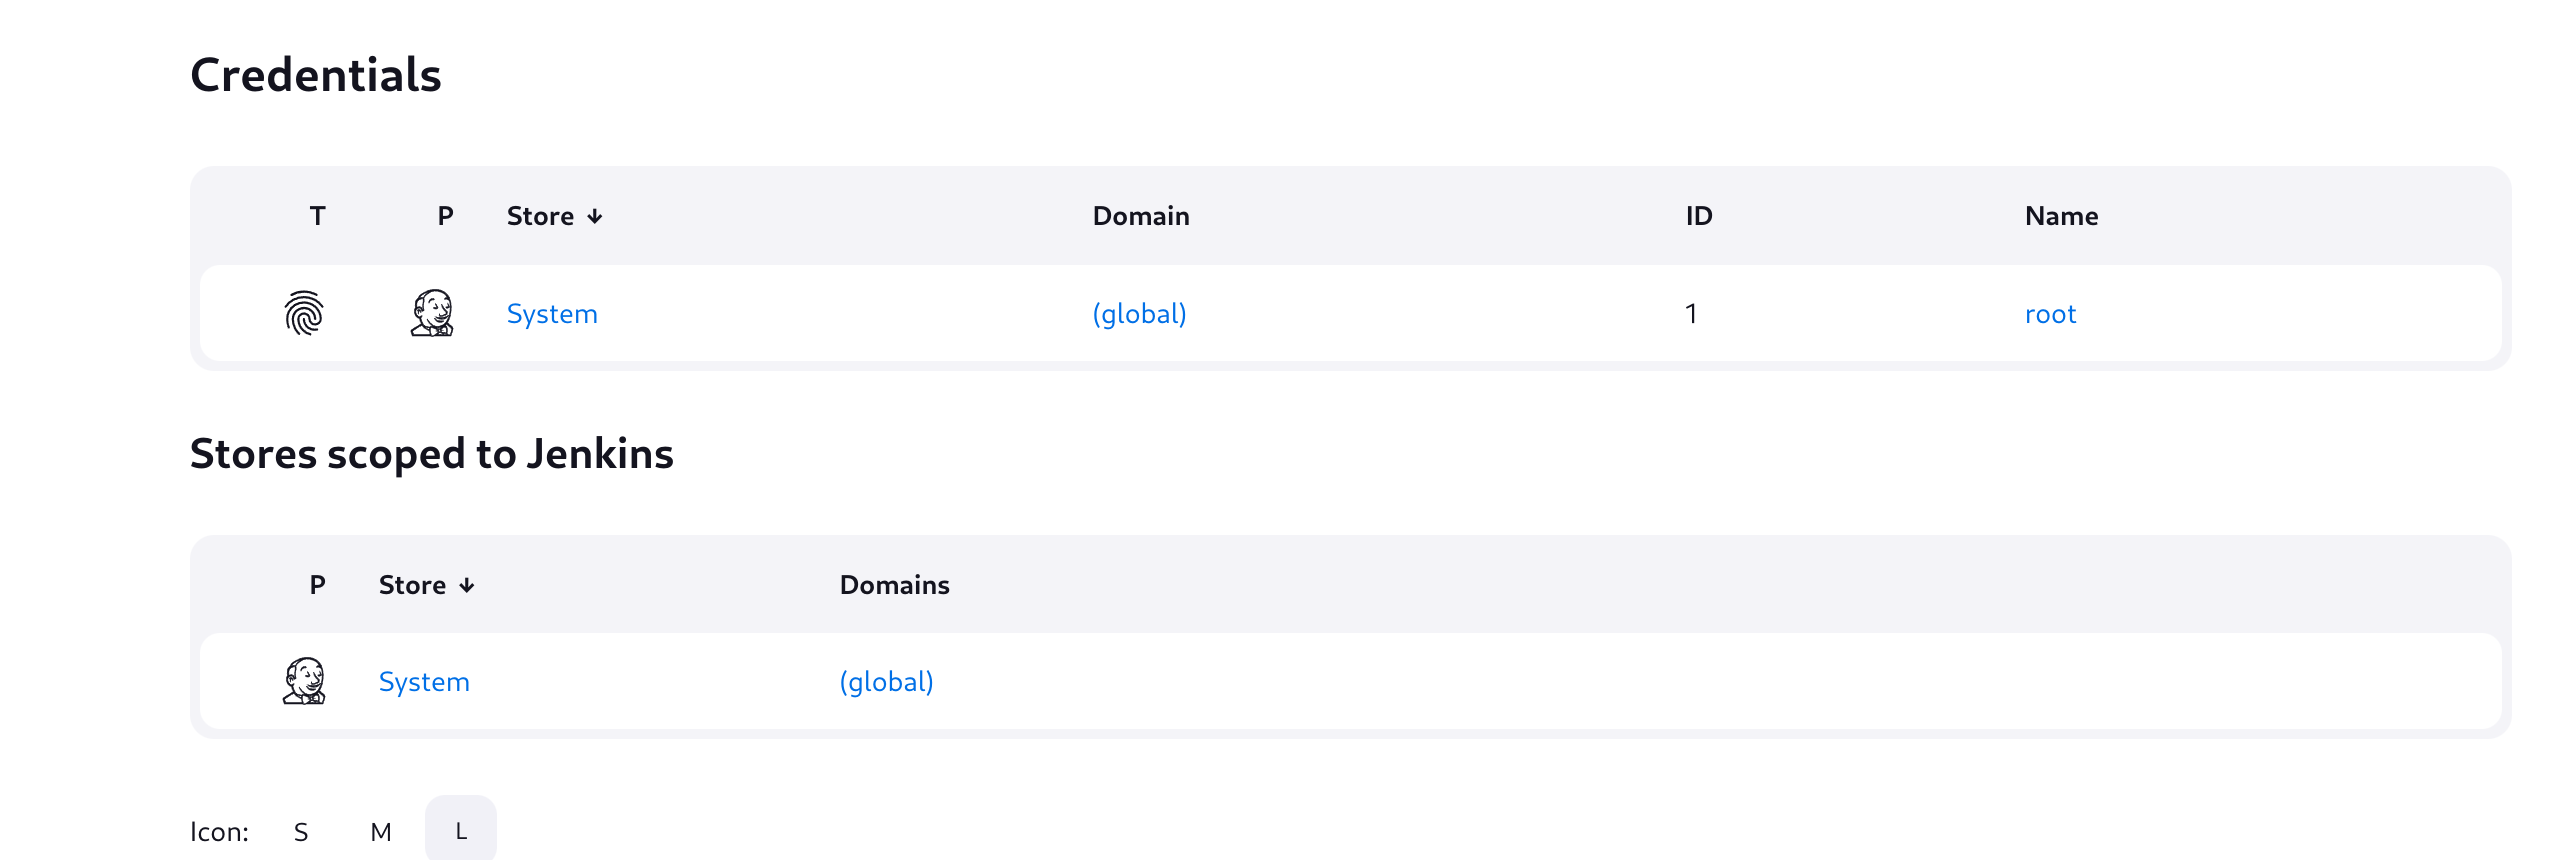 Credentials
T P Store ↓ Domain ID Name
System (global) 1 root
Stores scoped to Jenkins
P Store ↓ Domains
System (global)
Icon: S M L